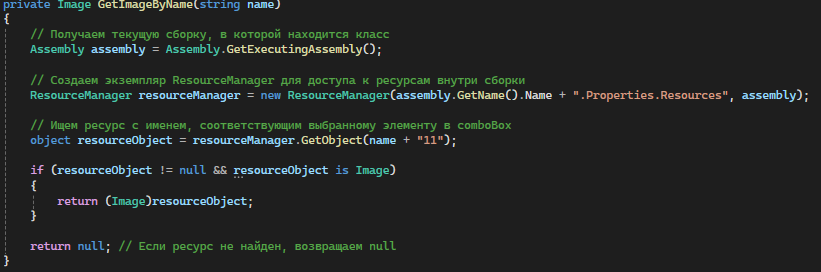 private Image GetImageByName(string name)
{
// Получаем текущую сборку, в которой находится класс
Assembly assembly = Assembly.GetExecutingAssembly();
// Создаем экземпляр ResourceManager для доступа к ресурсам внутри сборки
ResourceManager resourceManager = new ResourceManager(assembly.GetName().Name + ".Properties.Resources", assembly);
// Ищем ресурс с именем, соответствующим выбранному элементу в comboBox
object resourceObject = resourceManager.GetObject(name + "11");
if (resourceObject != null && resourceObject is Image)
{
return (Image)resourceObject;
}
return null; // Если ресурс не найден, возвращаем null
}